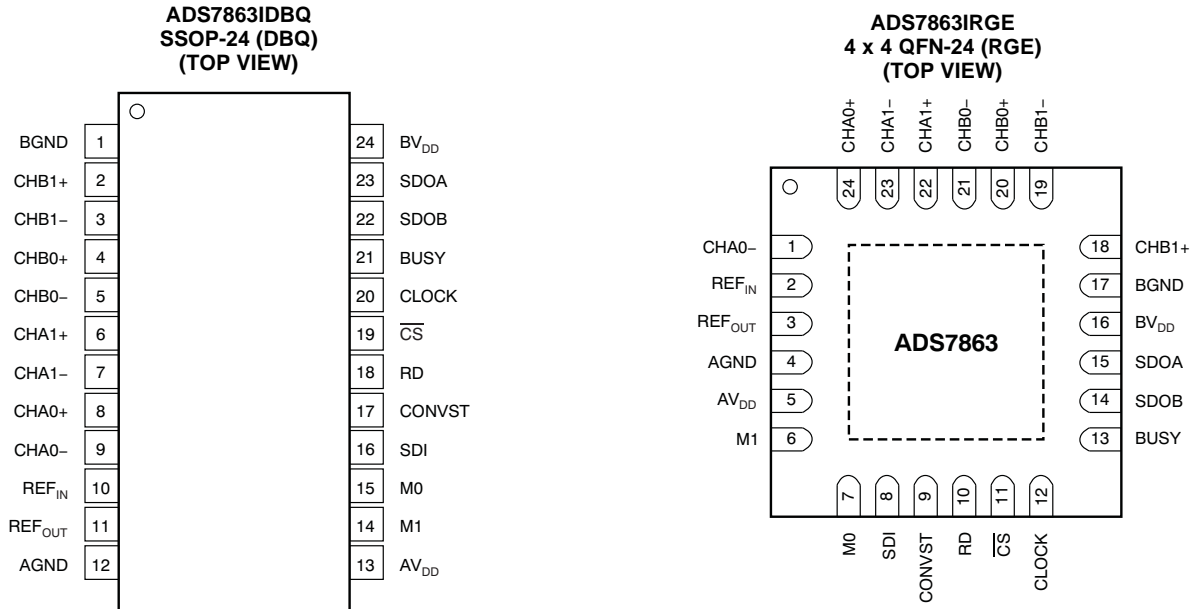 ADS7863IDBQ
SSOP-24 (DBQ)
(TOP VIEW)
BGND 1 24 BVDD
CHB1+ 2 23 SDOA
CHB1− 3 22 SDOB
CHB0+ 4 21 BUSY
CHB0− 5 20 CLOCK
CHA1+ 6 19 C̅S̅
CHA1− 7 18 RD
CHA0+ 8 17 CONVST
CHA0− 9 16 SDI
REFIN 10 15 M0
REFOUT 11 14 M1
AGND 12 13 AVDD
ADS7863IRGE
4 x 4 QFN-24 (RGE)
(TOP VIEW)
CHA0+ CHA1− CHA1+ CHB0− CHB0+ CHB1−
24 23 22 21 20 19
CHA0− 1 18 CHB1+
REFIN 2 17 BGND
REFOUT 3 16 BVDD
AGND 4 15 SDOA
AVDD 5 14 SDOB
M1 6 13 BUSY
ADS7863
7 8 9 10 11 12
M0 SDI CONVST RD C̅S̅ CLOCK